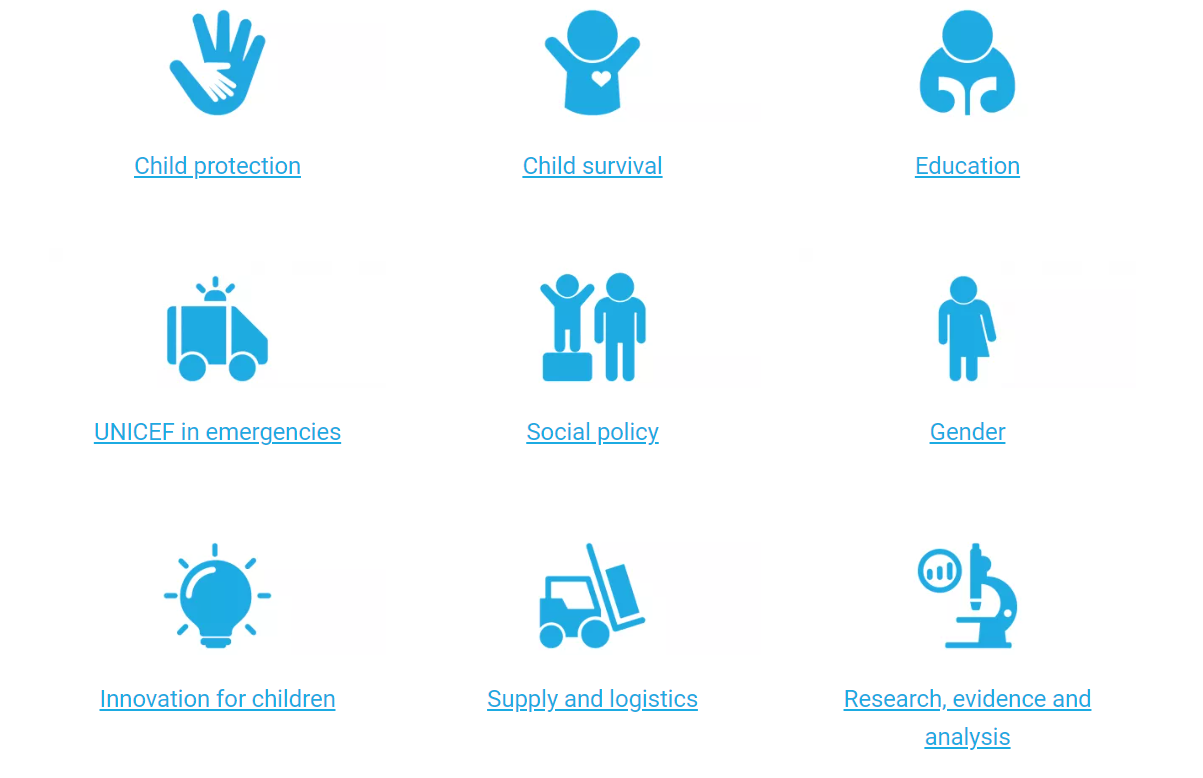 Child protection
Child survival
Education
UNICEF in emergencies
Social policy
Gender
Innovation for children
Supply and logistics
Research, evidence and
analysis